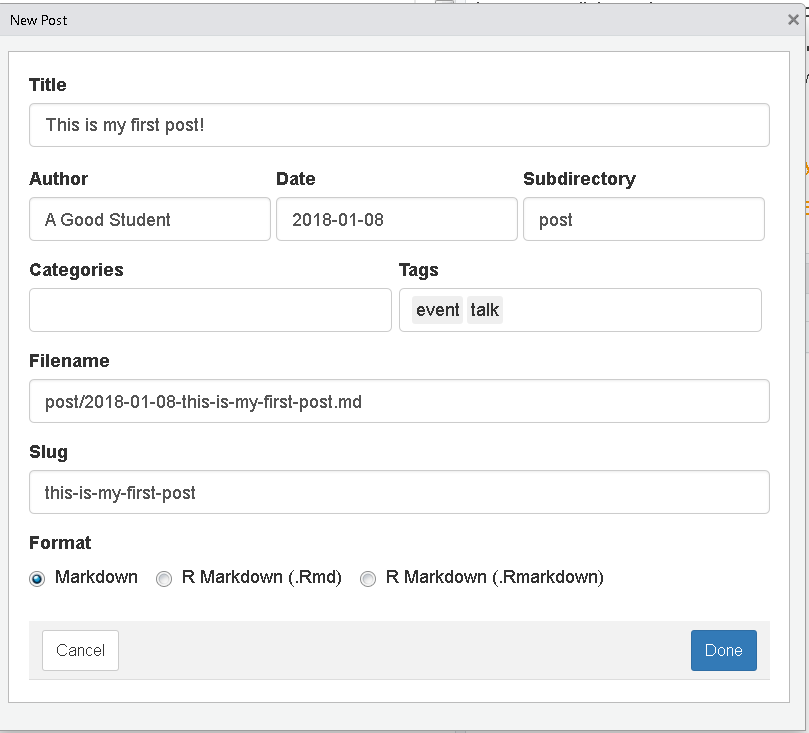 New Post
Title
This is my first post!
Author Date Subdirectory
A Good Student 2018-01-08 post
Categories Tags
event talk
Filename
post/2018-01-08-this-is-my-first-post.md
Slug
this-is-my-first-post
Format
Markdown R Markdown (.Rmd) R Markdown (.Rmarkdown)
Cancel Done